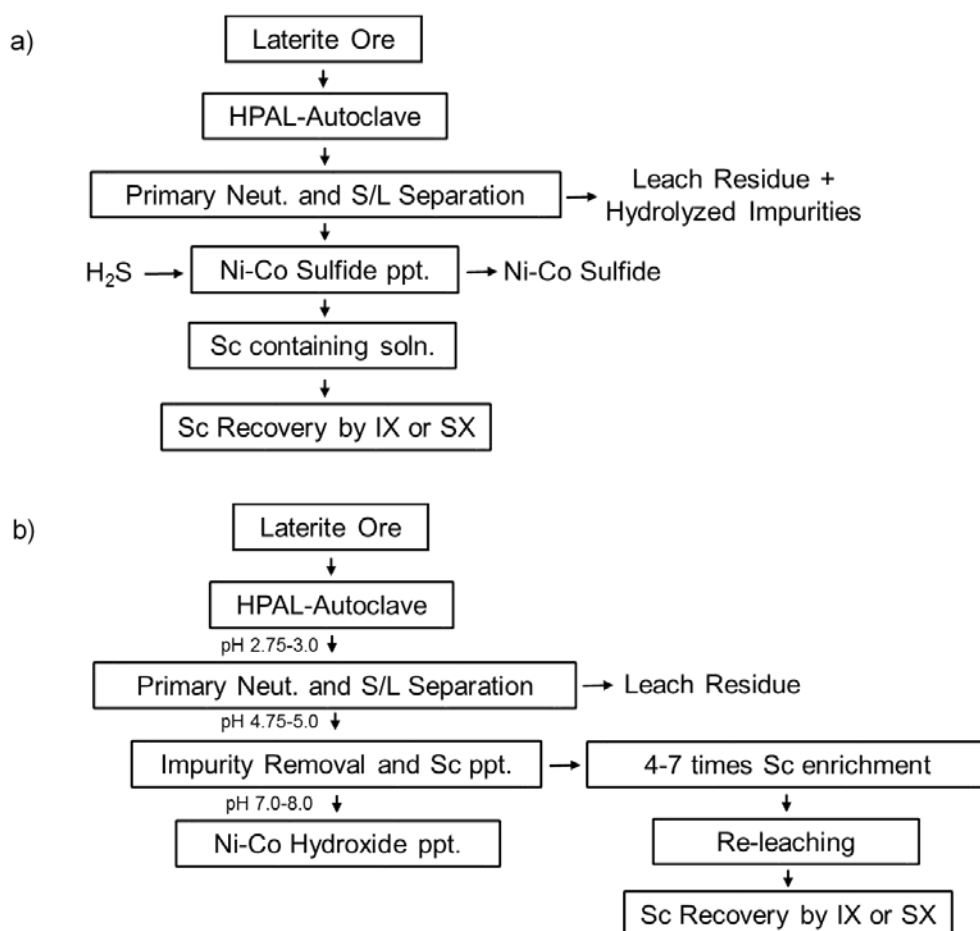 a)
Laterite Ore
HPAL-Autoclave
Primary Neut. and S/L Separation
Leach Residue +
Hydrolyzed Impurities
H₂S
Ni-Co Sulfide ppt.
Ni-Co Sulfide
Sc containing soln.
Sc Recovery by IX or SX
b)
Laterite Ore
HPAL-Autoclave
pH 2.75-3.0
Primary Neut. and S/L Separation
Leach Residue
pH 4.75-5.0
Impurity Removal and Sc ppt.
4-7 times Sc enrichment
pH 7.0-8.0
Ni-Co Hydroxide ppt.
Re-leaching
Sc Recovery by IX or SX